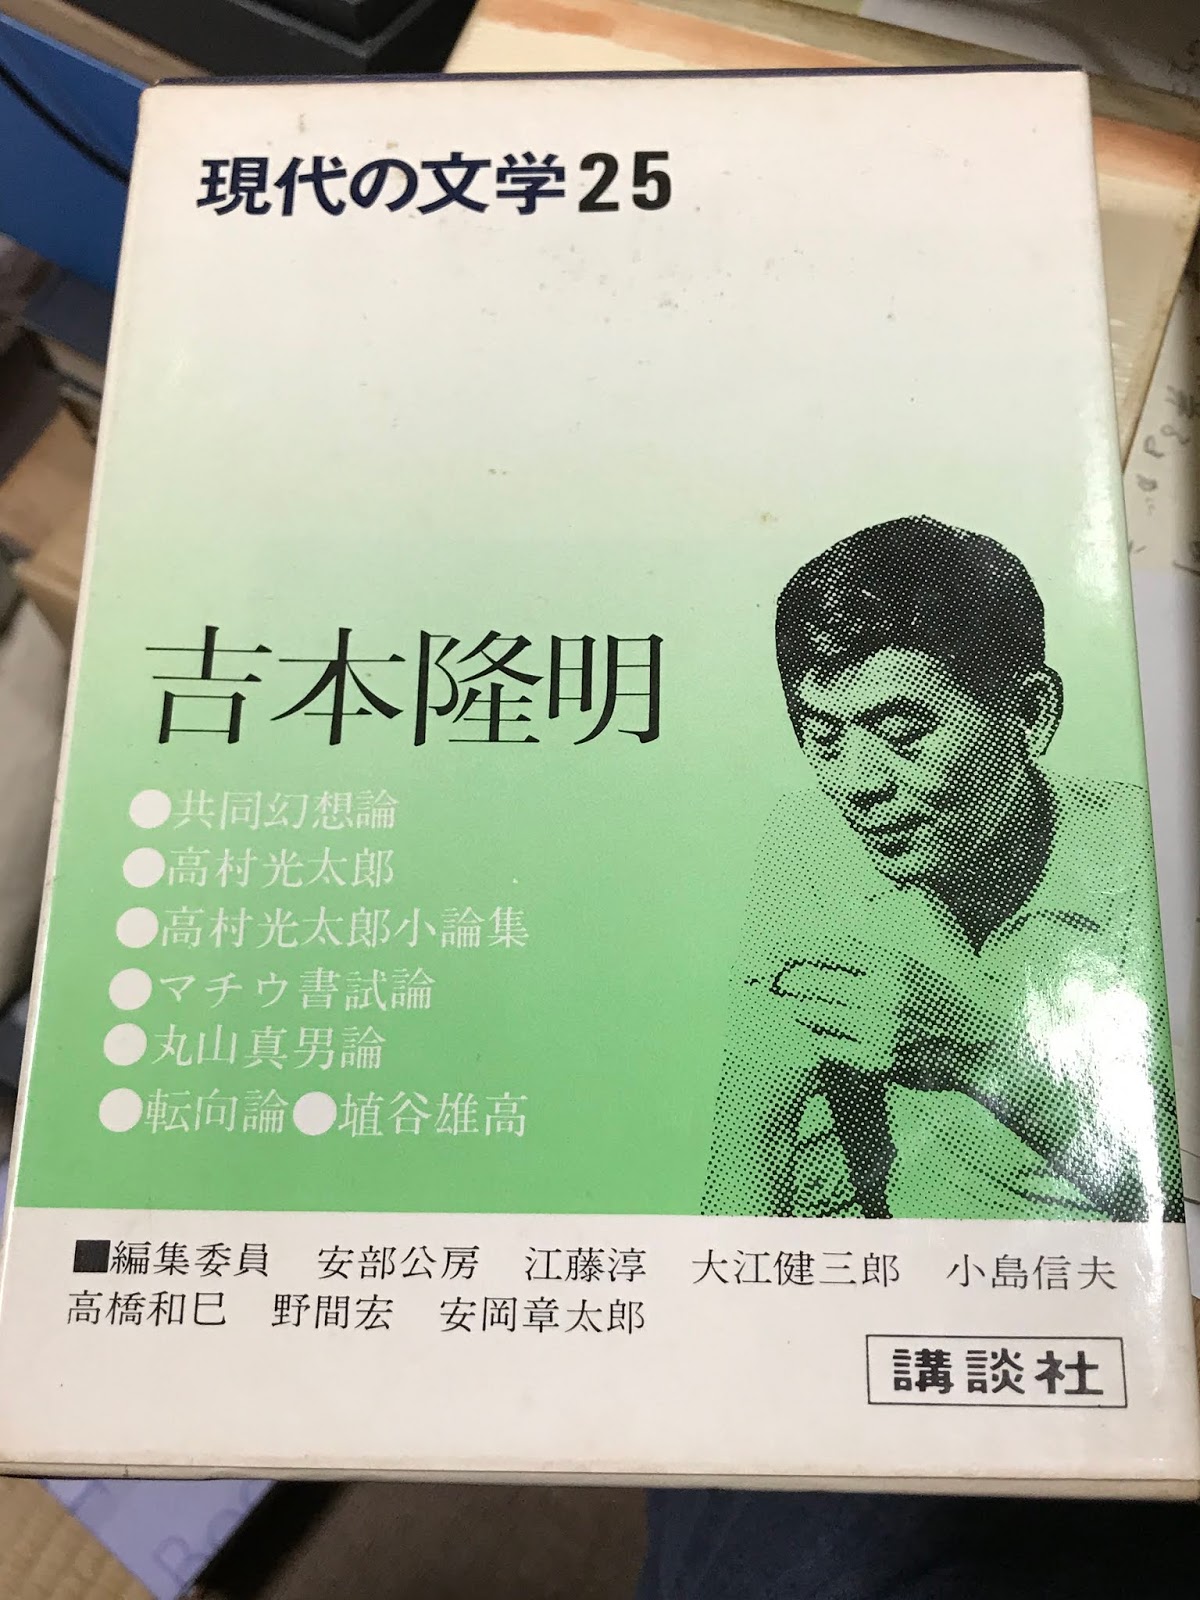 現代の文学25
吉本隆明
●共同幻想論
●高村光太郎
●高村光太郎小論集
●マチウ書試論
●丸山真男論
●転向論●埴谷雄高
■編集委員　安部公房　江藤淳　大江健三郎　小島信夫
高橋和巳　野間宏　安岡章太郎
講談社